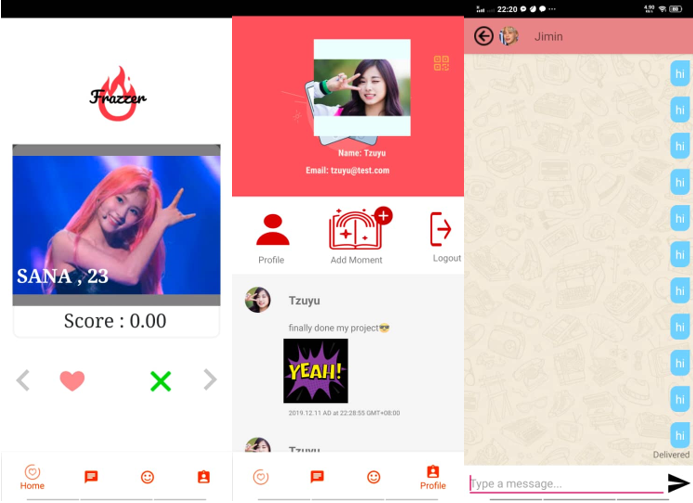 Frazzer
SANA , 23
Score : 0.00
Home
Name: Tzuyu
Email: tzuyu@test.com
Profile
Add Moment
Logout
Tzuyu
finally done my project😎
YEAH!
2019.12.11 AD at 22:28:55 GMT+08:00
Tzuyu
Profile
22:20
Jimin
hi
hi
hi
hi
hi
hi
hi
hi
hi
hi
hi
Delivered
Type a message...